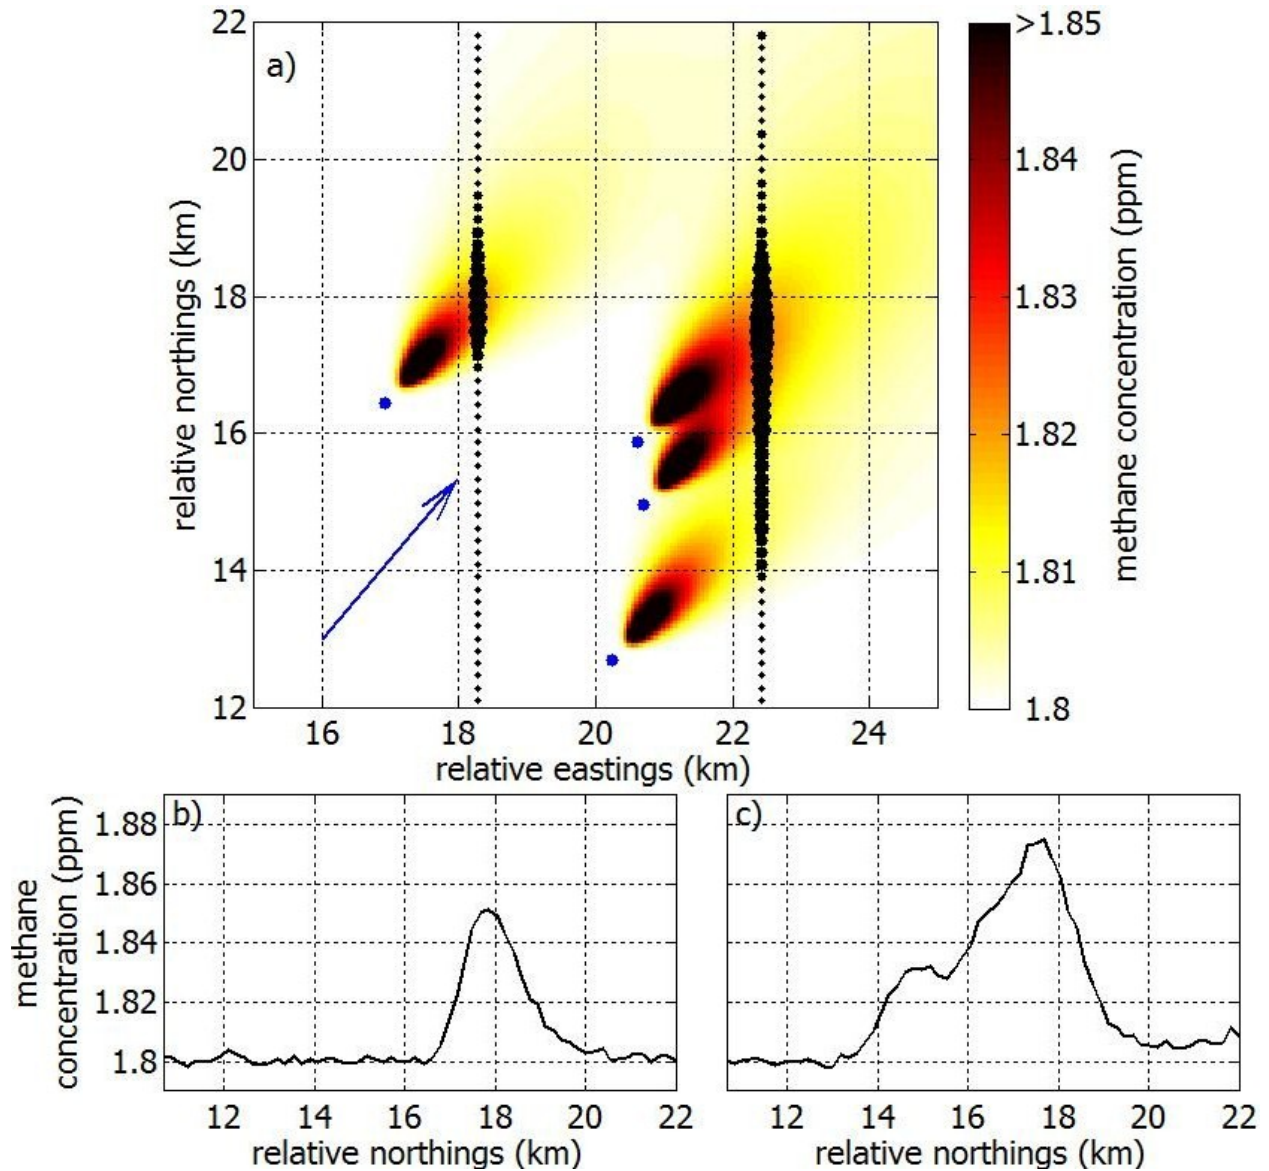 a)
22
20
18
16
14
12
relative northings (km)
16 18 20 22 24
relative eastings (km)
>1.85
1.84
1.83
1.82
1.81
1.8
methane concentration (ppm)
b)
1.88
1.86
1.84
1.82
1.8
methane
concentration (ppm)
12 14 16 18 20 22
relative northings (km)
c)
12 14 16 18 20 22
relative northings (km)